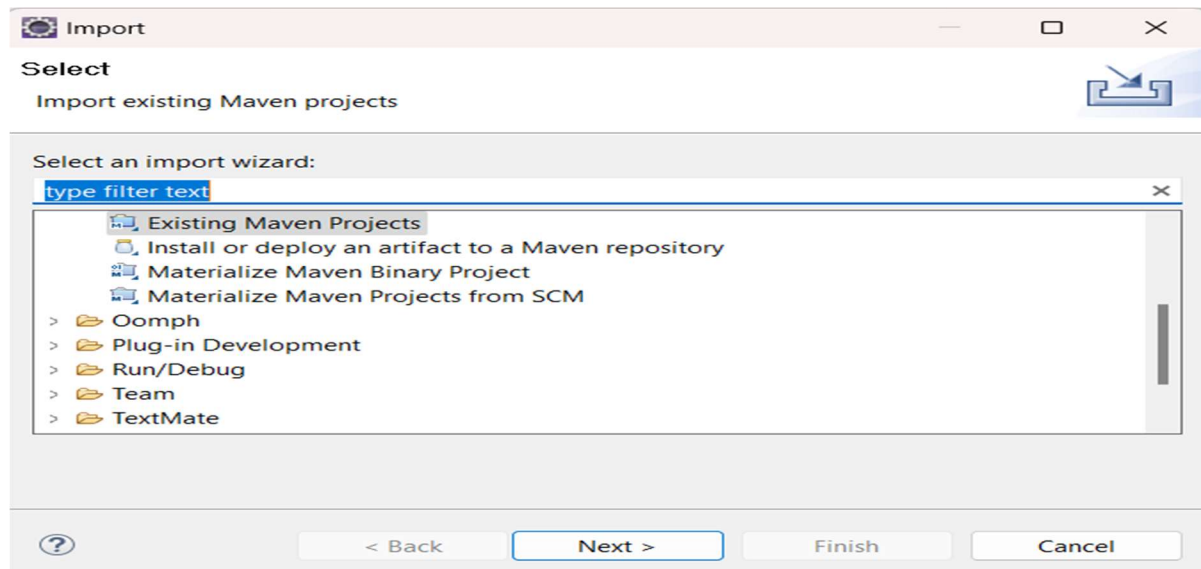 Import
Select
Import existing Maven projects
Select an import wizard:
type filter text
Existing Maven Projects
Install or deploy an artifact to a Maven repository
Materialize Maven Binary Project
Materialize Maven Projects from SCM
> Oomph
> Plug-in Development
> Run/Debug
> Team
> TextMate
? < Back Next > Finish Cancel